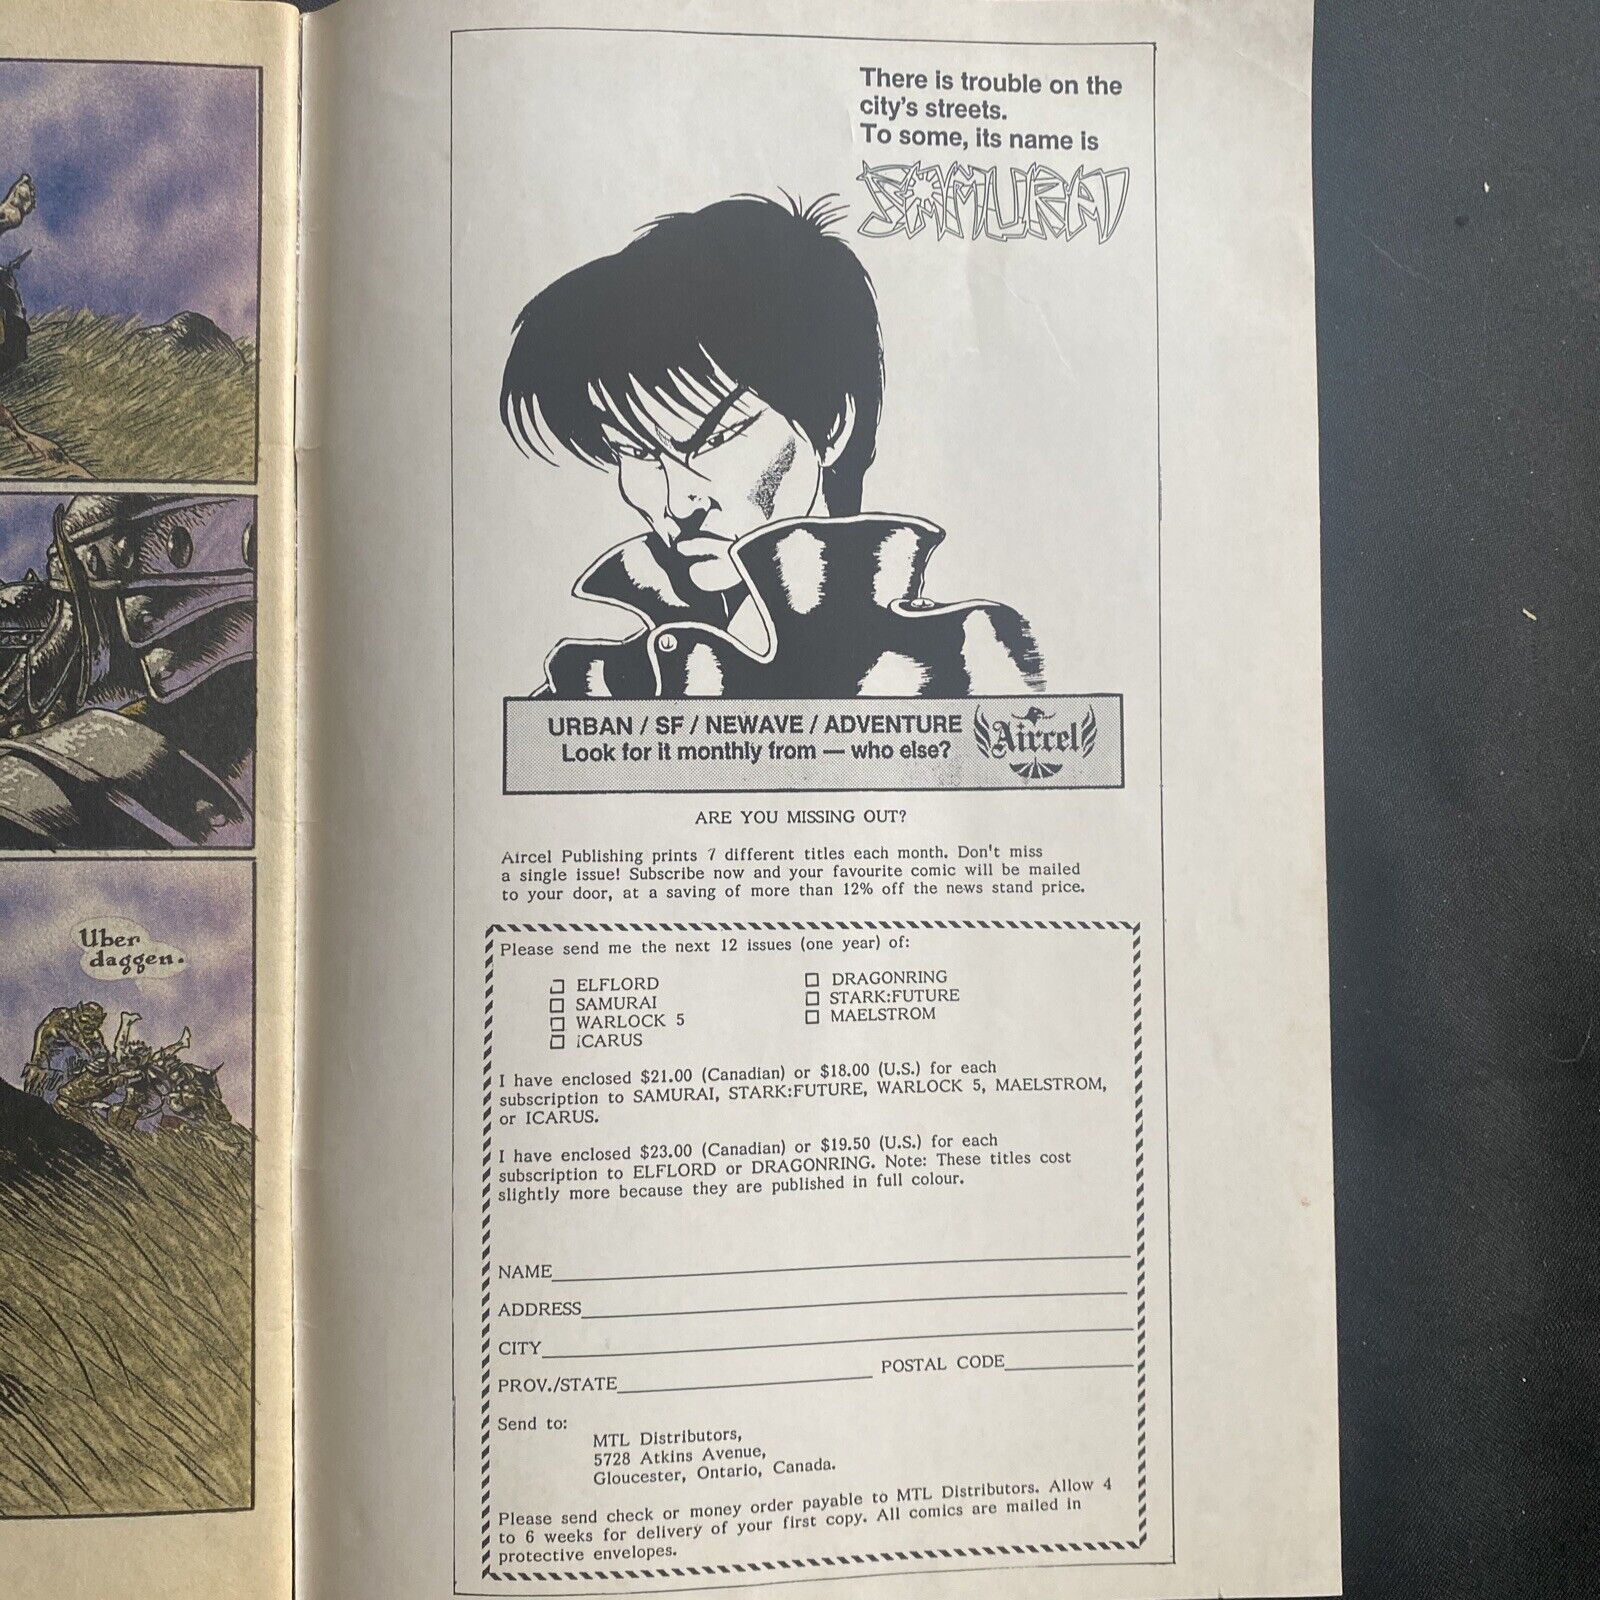 Uber
daggen.
There is trouble on the
city's streets.
To some, its name is
SAMURAI
URBAN / SF / NEWAVE / ADVENTURE
Look for it monthly from — who else?
Aircel
ARE YOU MISSING OUT?
Aircel Publishing prints 7 different titles each month. Don't miss
a single issue! Subscribe now and your favourite comic will be mailed
to your door, at a saving of more than 12% off the news stand price.
Please send me the next 12 issues (one year) of:
ELFLORD
SAMURAI
WARLOCK 5
ICARUS
DRAGONRING
STARK:FUTURE
MAELSTROM
I have enclosed $21.00 (Canadian) or $18.00 (U.S.) for each
subscription to SAMURAI, STARK:FUTURE, WARLOCK 5, MAELSTROM,
or ICARUS.
I have enclosed $23.00 (Canadian) or $19.50 (U.S.) for each
subscription to ELFLORD or DRAGONRING. Note: These titles cost
slightly more because they are published in full colour.
NAME
ADDRESS
CITY
PROV./STATE
POSTAL CODE
Send to:
MTL Distributors,
5728 Atkins Avenue,
Gloucester, Ontario, Canada.
Please send check or money order payable to MTL Distributors. Allow 4
to 6 weeks for delivery of your first copy. All comics are mailed in
protective envelopes.